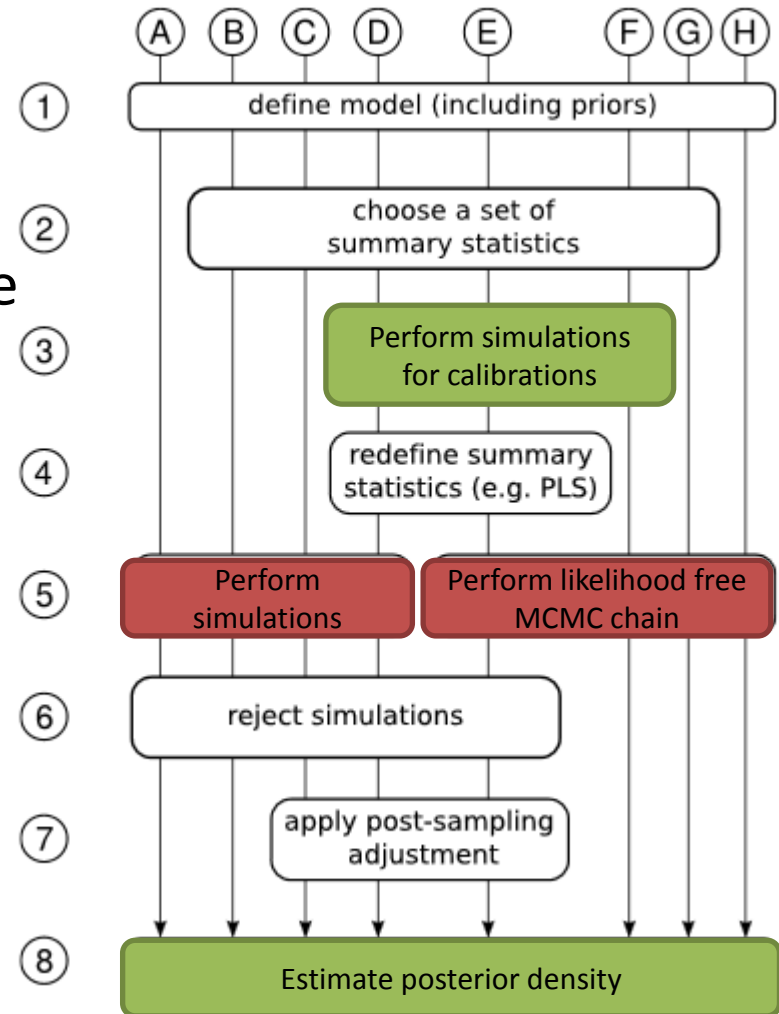 A B C D E F G H
1 define model (including priors)
2 choose a set of
summary statistics
e
3 Perform simulations
for calibrations
4 redefine summary
statistics (e.g. PLS)
5 Perform
simulations
Perform likelihood free
MCMC chain
6 reject simulations
7 apply post-sampling
adjustment
8 Estimate posterior density